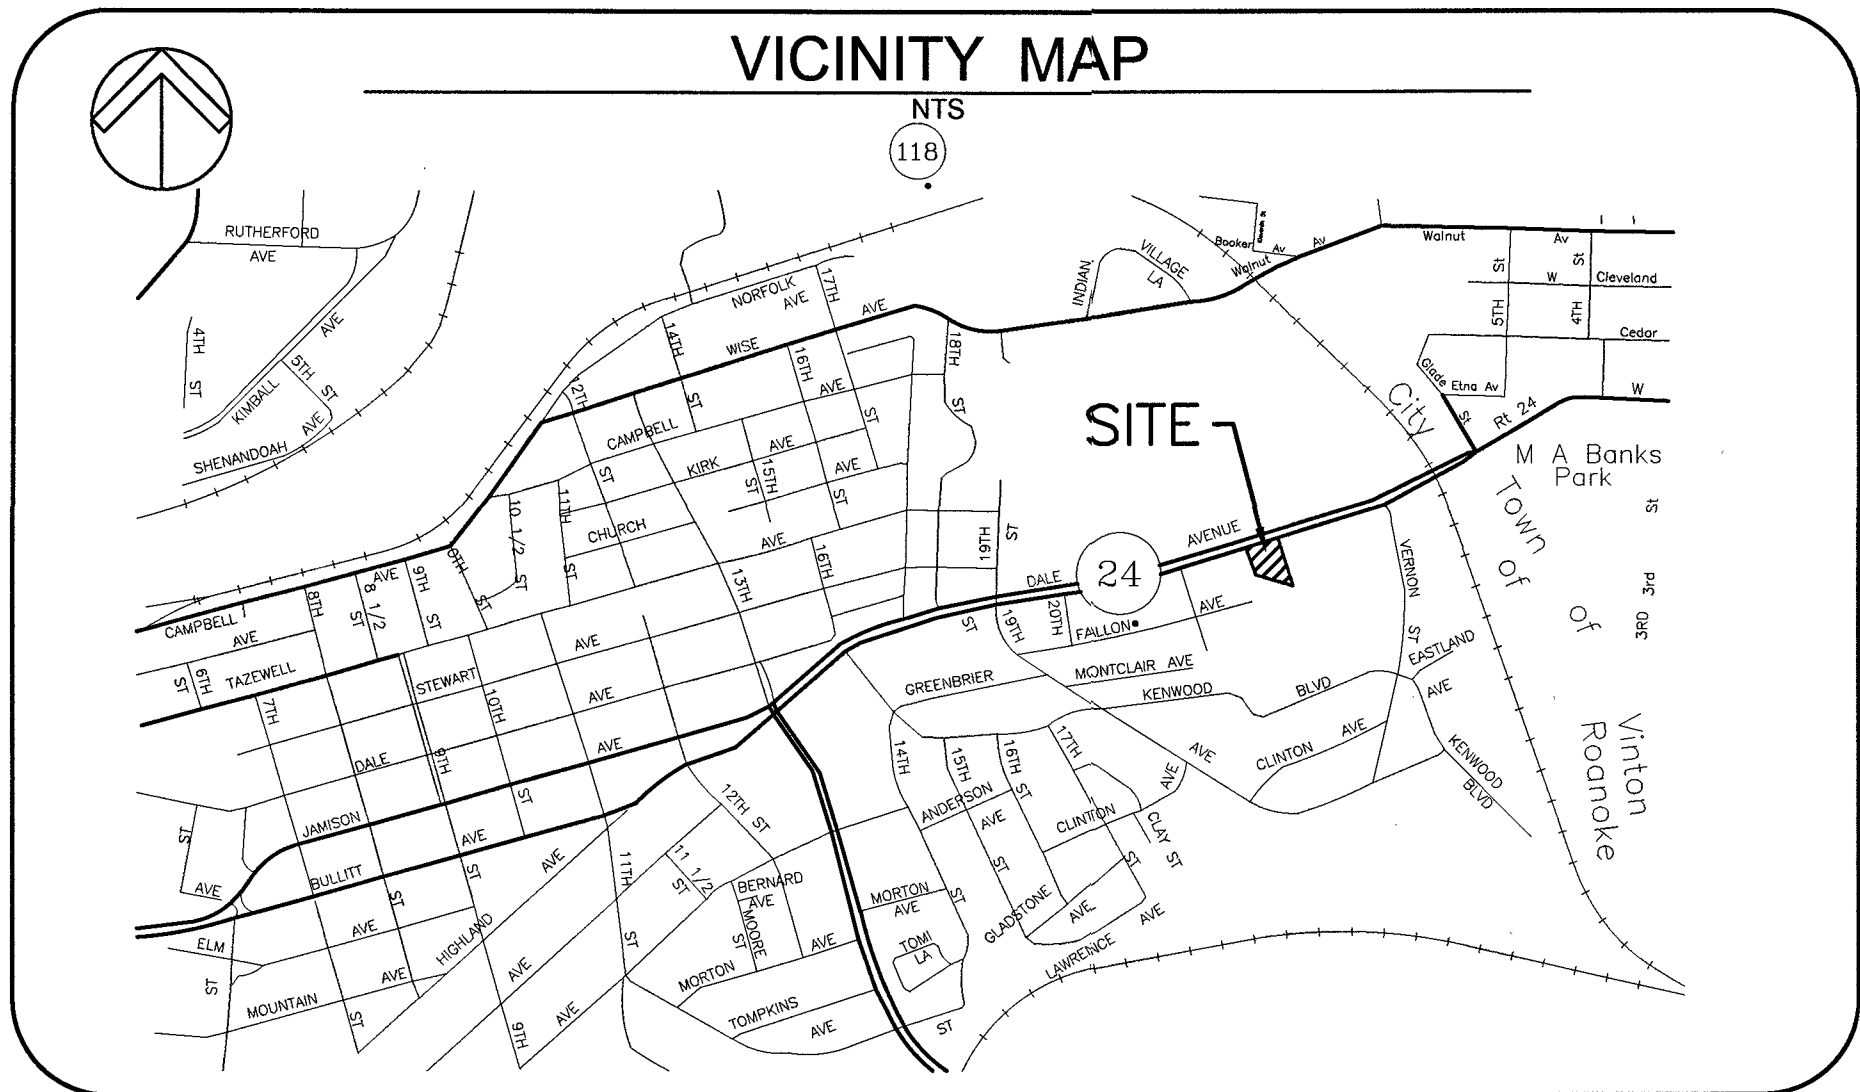 VICINITY MAP
NTS
118
RUTHERFORD
AVE
4TH
ST
KIMBALL
AVE
5TH
ST
SHENANDOAH
AVE
NORFOLK
AVE
17TH
14TH
ST
WISE
AVE
16TH
AVE
ST
18TH
ST
INDIAN
VILLAGE
LA
Booker
Av
Walnut
Av
Walnut
Av
5TH
St
4TH
St
W
Cleveland
Cedar
Glade
St
Etna Av
Rt 24
W
12TH
ST
CAMPBELL
KIRK
AVE
15TH
ST
AVE
ST
CHURCH
AVE
10 1/2
ST
11TH
ST
13TH
16TH
19TH
ST
SITE
City
Town
of
of
M A Banks
Park
St
3rd
3RD
Vinton
Roanoke
CAMPBELL
AVE
8TH
8 1/2
ST
9TH
ST
ST
AVE
6TH
ST
TAZEWELL
7TH
STEWART
AVE
10TH
ST
AVE
DALE
9TH
AVE
JAMISON
AVE
BULLITT
ST
AVE
ST
ST
AVE
ELM
ST
AVE
MOUNTAIN
AVE
ST
HIGHLAND
AVE
AVE
9TH
AVE
11TH
ST
11 1/2
ST
12TH ST
BERNARD
AVE
MOORE
ST
MORTON
AVE
TOMPKINS
AVE
ST
MORTON
AVE
TOMI
LA
14TH
ST
15TH
ST
16TH
ST
17TH
ANDERSON
AVE
CLINTON
AVE
CLAY ST
ST
GLADSTONE
AVE
LAWRENCE
AVE
GREENBRIER
AVE
DALE
24
AVENUE
ST
19TH
20TH
FALLON
AVE
MONTCLAIR AVE
KENWOOD
BLVD
VERNON
ST
EASTLAND
AVE
CLINTON
AVE
KENWOOD
BLVD